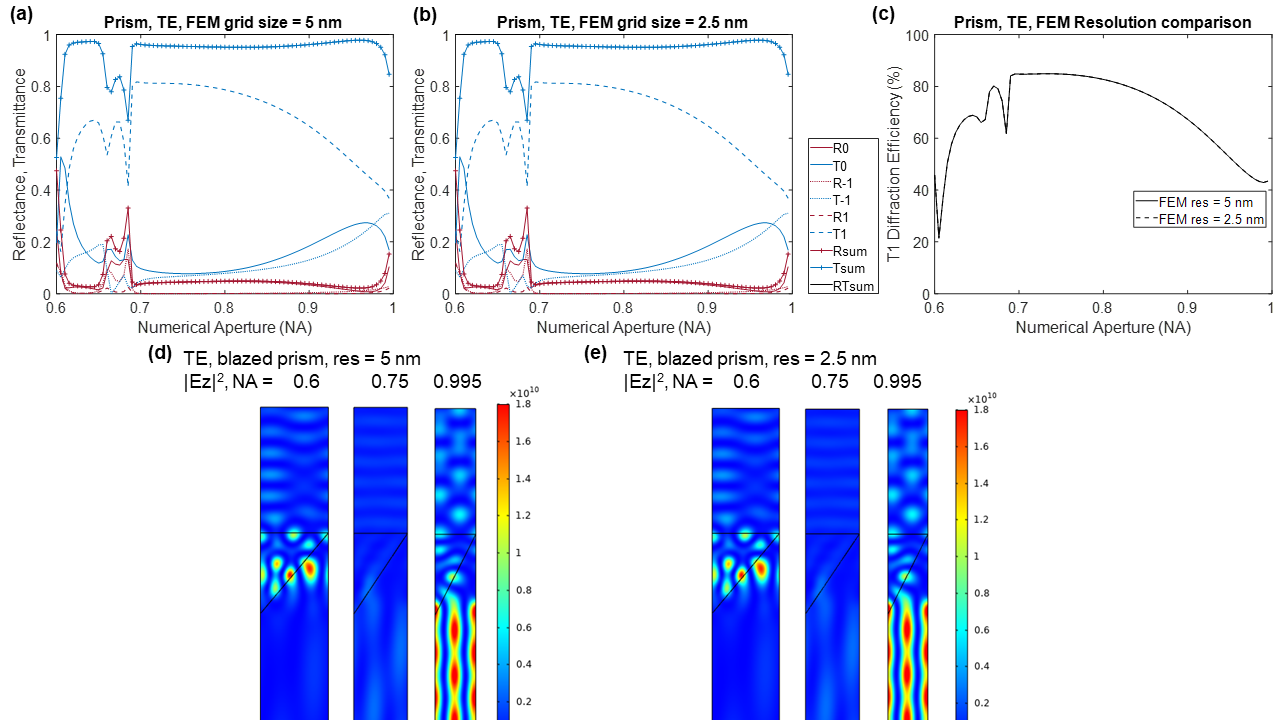 (a)
Prism, TE, FEM grid size = 5 nm
1
0.8
0.6
0.4
0.2
0
0.6
0.7
0.8
0.9
1
Reflectance, Transmittance
Numerical Aperture (NA)
(b)
Prism, TE, FEM grid size = 2.5 nm
1
0.8
0.6
0.4
0.2
0
0.6
0.7
0.8
0.9
1
Reflectance, Transmittance
Numerical Aperture (NA)
R0
T0
R-1
T-1
R1
T1
Rsum
Tsum
RTsum
(c)
Prism, TE, FEM Resolution comparison
100
80
60
40
20
0
0.6
0.7
0.8
0.9
1
T1 Diffraction Efficiency (%)
Numerical Aperture (NA)
FEM res = 5 nm
FEM res = 2.5 nm
(d)
TE, blazed prism, res = 5 nm
|Ez|², NA = 0.6 0.75 0.995
×10¹⁰
1.8
1.6
1.4
1.2
1
0.8
0.6
0.4
0.2
(e)
TE, blazed prism, res = 2.5 nm
|Ez|², NA = 0.6 0.75 0.995
×10¹⁰
1.8
1.6
1.4
1.2
1
0.8
0.6
0.4
0.2